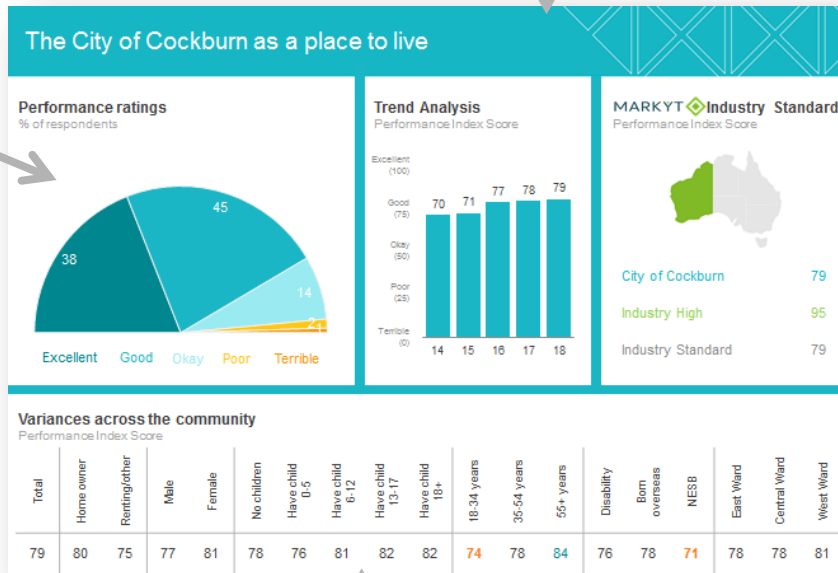 The City of Cockburn as a place to live
Performance ratings
% of respondents
38
45
14
2
1
Excellent Good Okay Poor Terrible
Trend Analysis
Performance Index Score
Excellent
(100)
Good
(75)
Okay
(50)
Poor
(25)
Terrible
(0)
70 71 77 78 79
14 15 16 17 18
MARKYT Industry Standard
Performance Index Score
City of Cockburn 79
Industry High 95
Industry Standard 79
Variances across the community
Performance Index Score
Total
Home owner
Renting/other
Male
Female
No children
Have child
0-5
Have child
6-12
Have child
13-17
Have child
18+
18-34 years
35-54 years
55+ years
Disability
Born
overseas
NESB
East Ward
Central Ward
West Ward
79 80 75 77 81 78 76 81 82 82 74 78 84 76 78 71 78 78 81